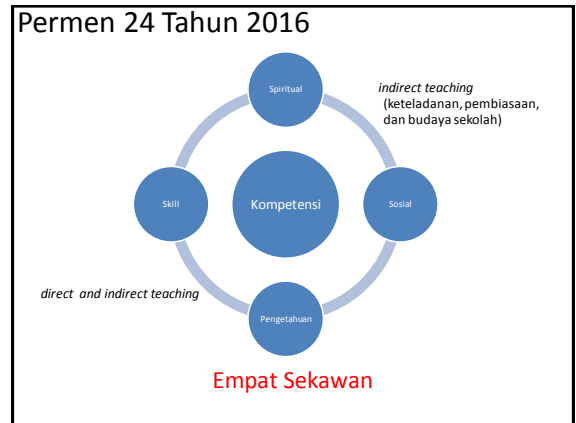 Permen 24 Tahun 2016
Spiritual
indirect teaching
(keteladanan, pembiasaan,
dan budaya sekolah)
Skill
Kompetensi
Sosial
direct and indirect teaching
Pengetahuan
Empat Sekawan